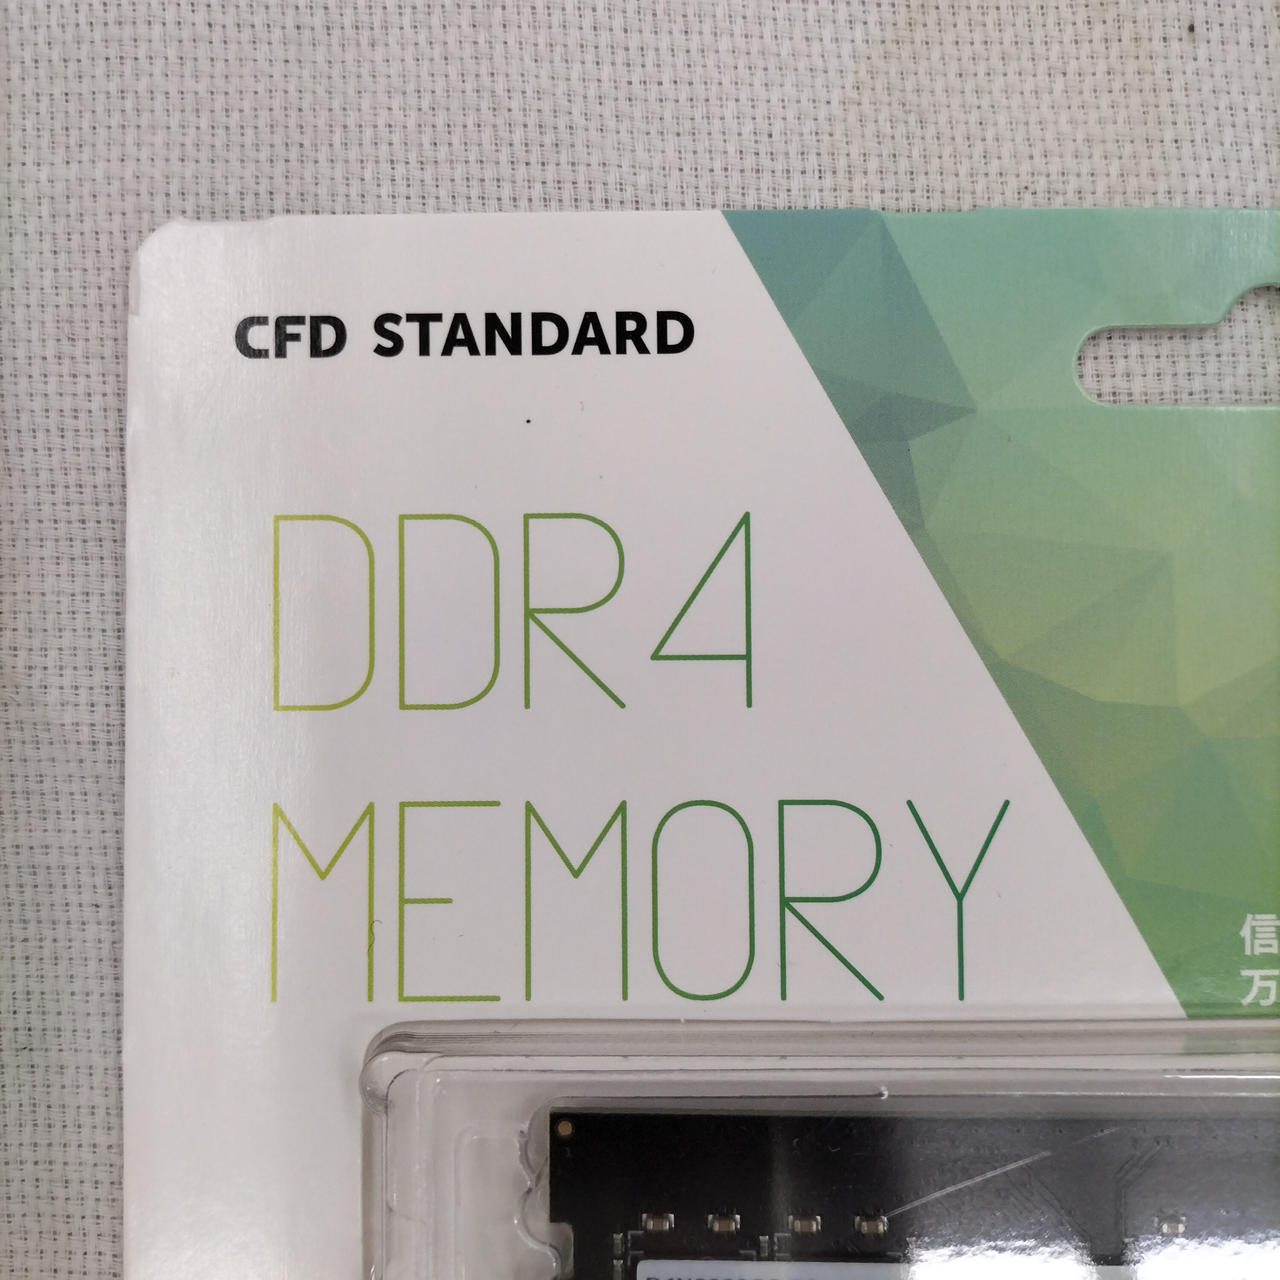 CFD STANDARD
DDR4
MEMORY
信
万